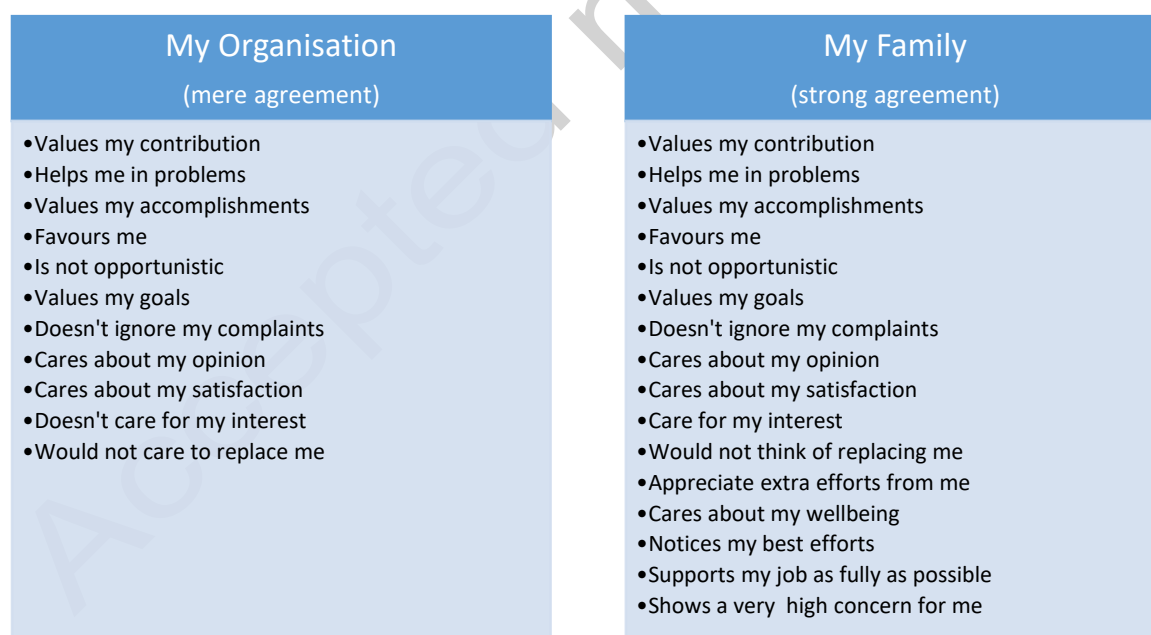 My Organisation
(mere agreement)
•Values my contribution
•Helps me in problems
•Values my accomplishments
•Favours me
•Is not opportunistic
•Values my goals
•Doesn't ignore my complaints
•Cares about my opinion
•Cares about my satisfaction
•Doesn't care for my interest
•Would not care to replace me
My Family
(strong agreement)
•Values my contribution
•Helps me in problems
•Values my accomplishments
•Favours me
•Is not opportunistic
•Values my goals
•Doesn't ignore my complaints
•Cares about my opinion
•Cares about my satisfaction
•Care for my interest
•Would not think of replacing me
•Appreciate extra efforts from me
•Cares about my wellbeing
•Notices my best efforts
•Supports my job as fully as possible
•Shows a very high concern for me
Accepted